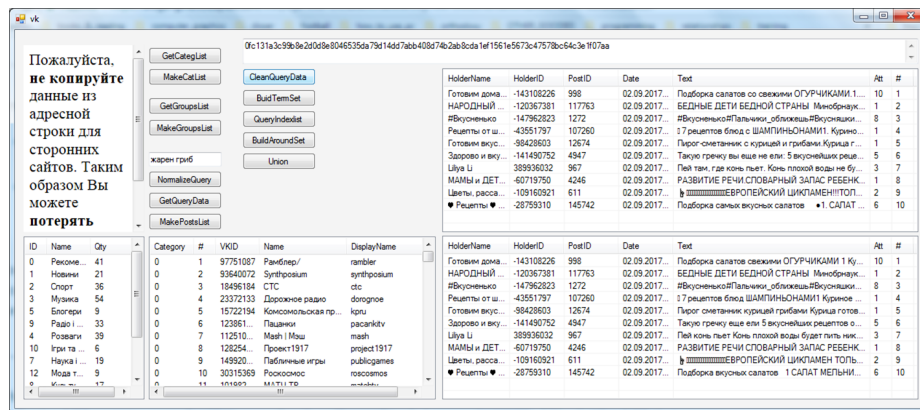 vk
Пожалуйста,
не копируйте
данные из
адресной
строки для
сторонних
сайтов. Таким
образом Вы
можете
потерять
GetCategList
MakeCatList
GetGroupsList
MakeGroupsList
жарен гриб
NormalizeQuery
GetQueryData
MakePostsList
0fc131a3c99b8e2d0d8e8046535da79d14dd7abb408d74b2ab8cda1ef1561e5673c47578bc64c3e1f07aa
CleanQueryData
BuidTermSet
QueryIndexlist
BuildAroundSet
Union
HolderName HolderID PostID Date Text Att #
Готовим дома... -143108226 998 02.09.2017... Подборка салатов свежими ОГУРЧИКАМИ.1.... 10 1
НАРОДНЫЙ ... -120367381 117763 02.09.2017... БЕДНЫЕ ДЕТИ БЕДНОЙ СТРАНЫ Минобрнаук... 1 2
#Вкусненько -147962823 1272 02.09.2017... #Вкусненько#Пальчики_оближешь#Вкусняшки... 8 3
Рецепты от ш... -43551797 107260 02.09.2017... 7 рецептов блюд с ШАМПИНЬОНАМИ1. Курино... 1 4
Готовим вкус... -98428603 12674 02.09.2017... Пирог-сметанник с курицей и грибами.Курица г... 1 5
Здорово и вку... -141490752 4947 02.09.2017... Такую гречку вы еще не ели: 5 вкуснейших реце... 5 6
Liliya Li 389936032 967 02.09.2017... Пей там, где конь пьет. Конь плохой воды не бу... 3 7
МАМЫ и ДЕТ... -60719750 4246 02.09.2017... РАЗВИТИЕ РЕЧИ.СЛОВАРНЫЙ ЗАПАС РЕБЕНК... 1 8
Цветы, расса... -109160921 611 02.09.2017... ЕВРОПЕЙСКИЙ ЦИКЛАМЕН!!!ТОЛ... 2 9
♥ Рецепты ♥ ... -28759310 145742 02.09.2017... Подборка самых вкусных салатов ●1. САЛАТ ... 6 10
ID Name Qty
0 Рекоме... 41
1 Новини 21
2 Спорт 36
3 Музика 54
5 Блогери 9
9 Радіо і ... 33
4 Розваги 39
10 Ігри та ... 6
7 Наука і ... 19
12 Мода т... 9
Category # VKID Name DisplayName
0 1 97751087 Рамблер/ rambler
0 2 93640072 Synthposium synthposium
0 3 18496184 СТС ctc
0 4 23372133 Дорожное радио dorognoe
0 5 15722194 Комсомольская пр... kpru
0 6 123861... Пацанки pacankitv
0 7 112510... Mash | Мэш mash
0 8 128254... Проект1917 project1917
0 9 149920... Пабличные игры publicgames
0 10 30315369 Роскосмос roscosmos
HolderName HolderID PostID Date Text Att #
Готовим дома... -143108226 998 02.09.2017... Подборка салатов свежими ОГУРЧИКАМИ 1 Ку... 10 1
НАРОДНЫЙ ... -120367381 117763 02.09.2017... БЕДНЫЕ ДЕТИ БЕДНОЙ СТРАНЫ Минобрнаук... 1 2
#Вкусненько -147962823 1272 02.09.2017... #Вкусненько#Пальчики_оближешь#Вкусняшки... 8 3
Рецепты от ш... -43551797 107260 02.09.2017... 7 рецептов блюд ШАМПИНЬОНАМИ1 Куриное ... 1 4
Готовим вкус... -98428603 12674 02.09.2017... Пирог сметанник курицей грибами Курица готов... 1 5
Здорово и вку... -141490752 4947 02.09.2017... Такую гречку еще ели 5 вкуснейших рецептов о... 5 6
Liliya Li 389936032 967 02.09.2017... Пей конь пьет Конь плохой воды будет пить ник... 3 7
МАМЫ и ДЕТ... -60719750 4246 02.09.2017... РАЗВИТИЕ РЕЧИ СЛОВАРНЫЙ ЗАПАС РЕБЕНК... 1 8
Цветы, расса... -109160921 611 02.09.2017... ЕВРОПЕЙСКИЙ ЦИКЛАМЕН ТОЛЬ... 2 9
♥ Рецепты ♥ ... -28759310 145742 02.09.2017... Подборка вкусных салатов 1 САЛАТ МЕЛЬНИ... 6 10